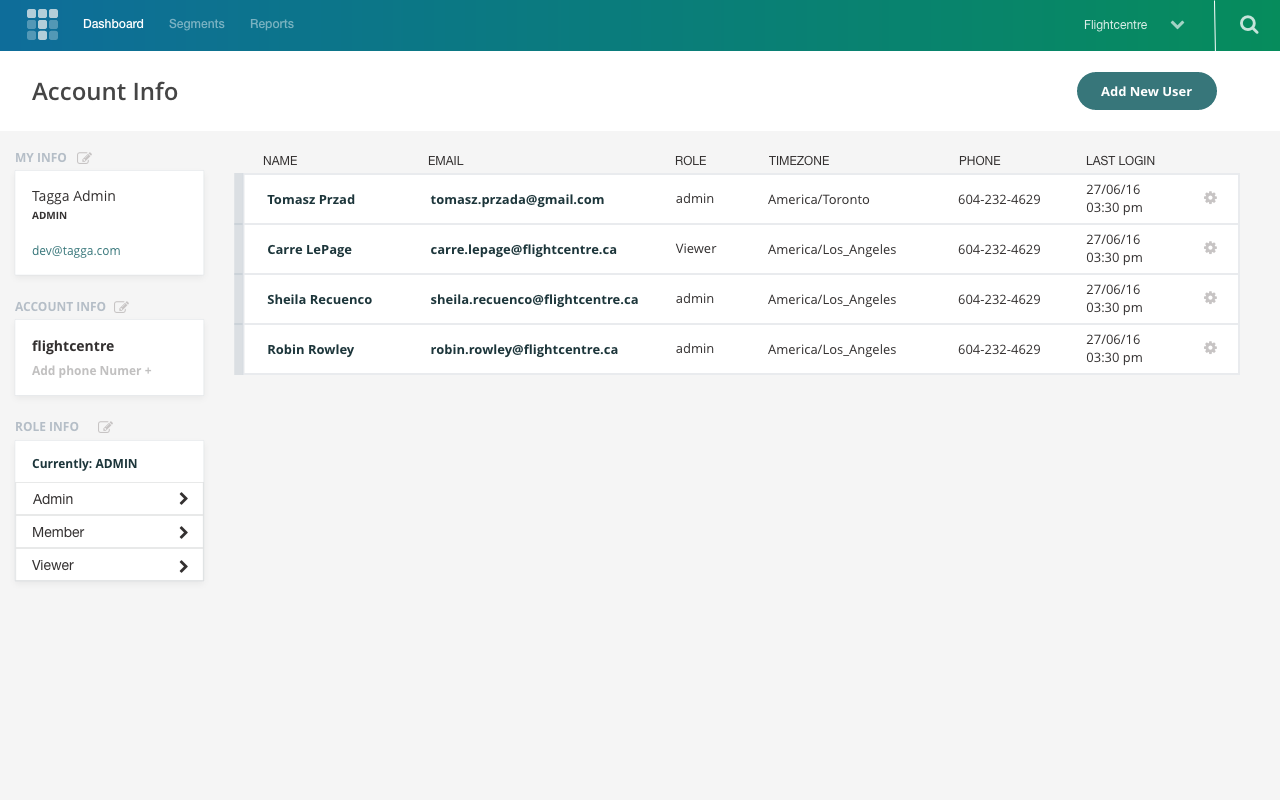 Dashboard Segments Reports Flightcentre
Account Info Add New User
MY INFO
Tagga Admin
ADMIN
dev@tagga.com
ACCOUNT INFO
flightcentre
Add phone Numer +
ROLE INFO
Currently: ADMIN
Admin
Member
Viewer
NAME EMAIL ROLE TIMEZONE PHONE LAST LOGIN
Tomasz Przad tomasz.przada@gmail.com admin America/Toronto 604-232-4629 27/06/16
03:30 pm
Carre LePage carre.lepage@flightcentre.ca Viewer America/Los_Angeles 604-232-4629 27/06/16
03:30 pm
Sheila Recuenco sheila.recuenco@flightcentre.ca admin America/Los_Angeles 604-232-4629 27/06/16
03:30 pm
Robin Rowley robin.rowley@flightcentre.ca admin America/Los_Angeles 604-232-4629 27/06/16
03:30 pm